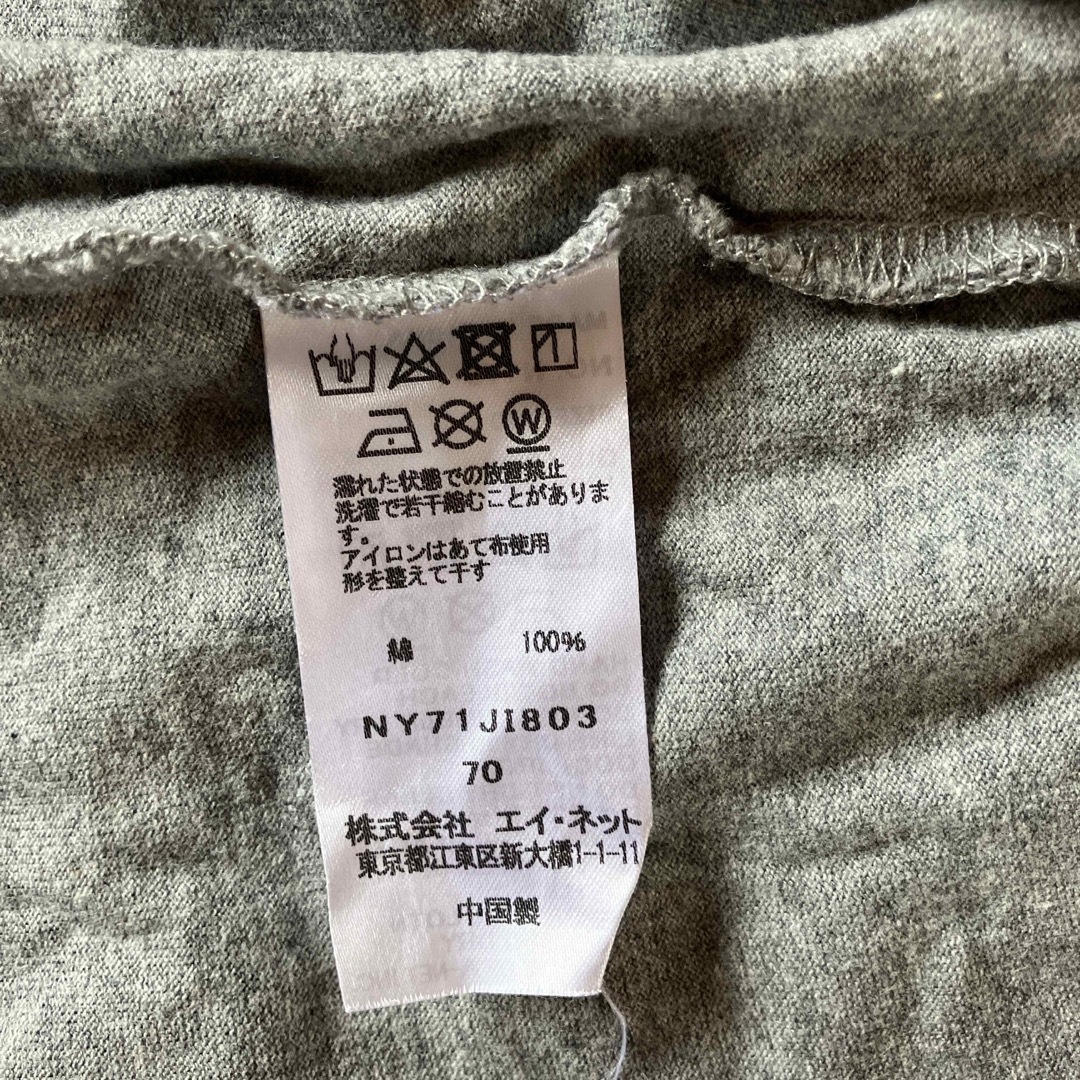 W
濡れた状態での放置禁止
洗濯で若干縮むことがありま
す。
アイロンはあて布使用
形を整えて干す
綿 100%
NY71JI803
70
株式会社 エイ・ネット
東京都江東区新大橋1-1-11
中国製